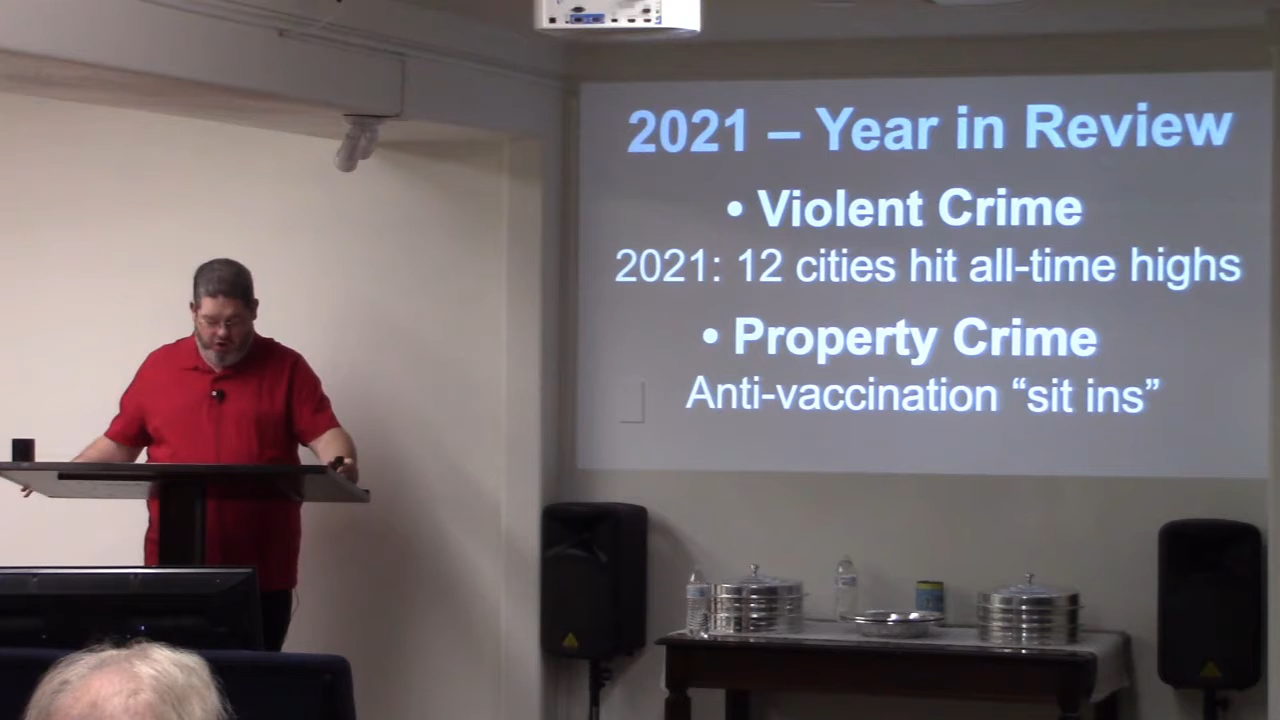 2021 – Year in Review
• Violent Crime
2021: 12 cities hit all-time highs
• Property Crime
Anti-vaccination “sit ins”